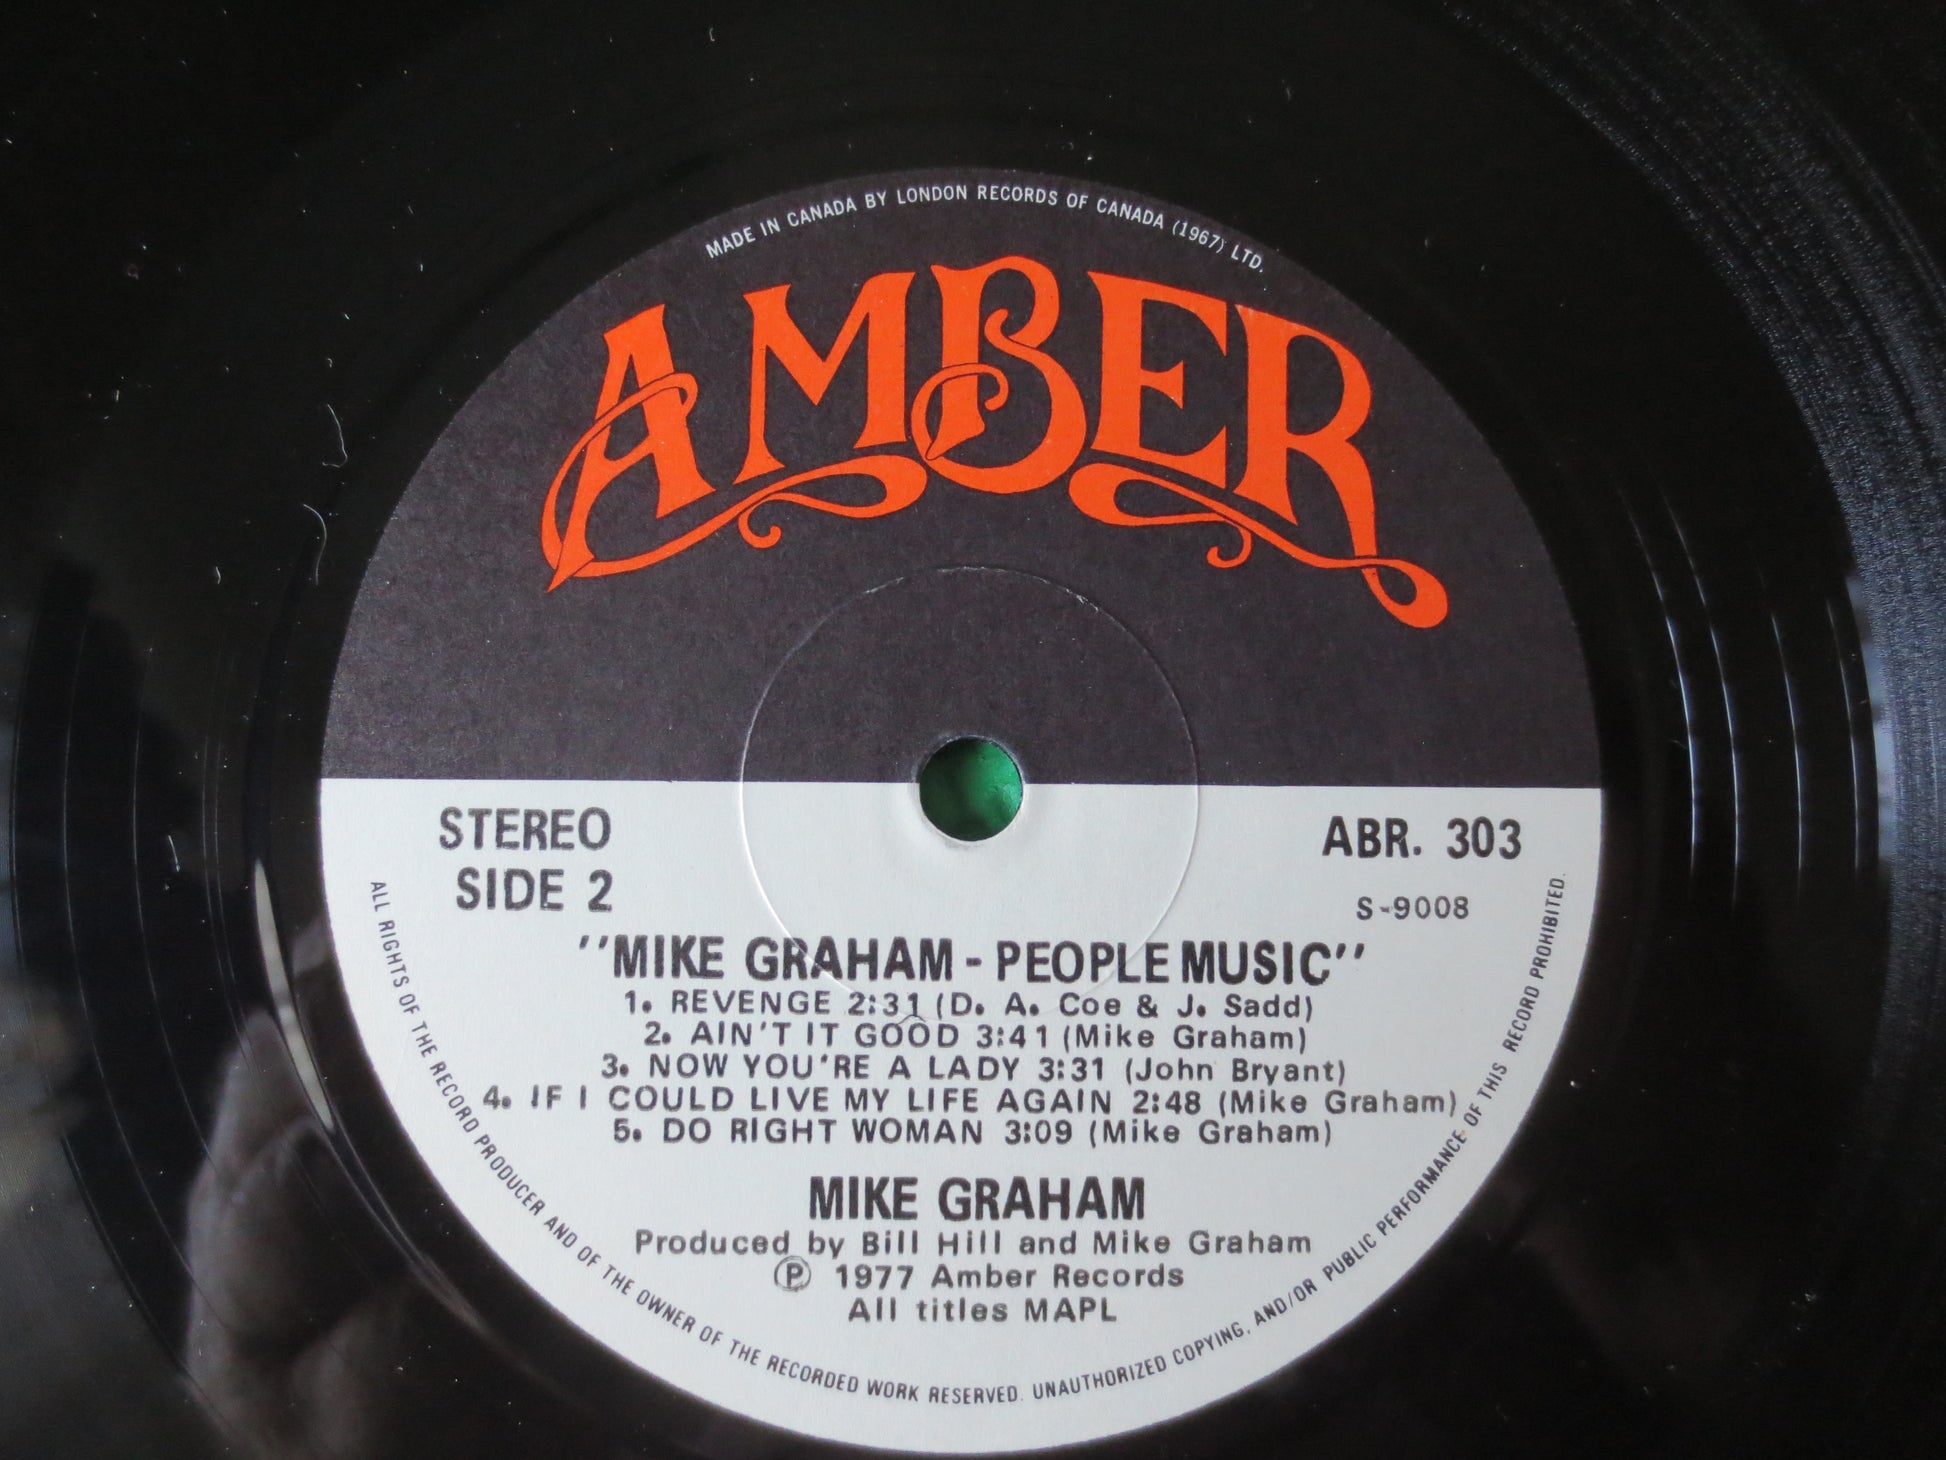 MADE IN CANADA BY LONDON RECORDS OF CANADA (1967) LTD.
AMBER
STEREO
SIDE 2
ABR. 303
S-9008
''MIKE GRAHAM - PEOPLE MUSIC''
1. REVENGE 2:31 (D. A. Coe & J. Sadd)
2. AIN'T IT GOOD 3:41 (Mike Graham)
3. NOW YOU'RE A LADY 3:31 (John Bryant)
4. IF I COULD LIVE MY LIFE AGAIN 2:48 (Mike Graham)
5. DO RIGHT WOMAN 3:09 (Mike Graham)
MIKE GRAHAM
Produced by Bill Hill and Mike Graham
Ⓟ 1977 Amber Records
All titles MAPL
ALL RIGHTS OF THE RECORD PRODUCER AND OF THE OWNER OF THE RECORDED WORK RESERVED. UNAUTHORIZED COPYING, AND/OR PUBLIC PERFORMANCE OF THIS RECORD PROHIBITED.